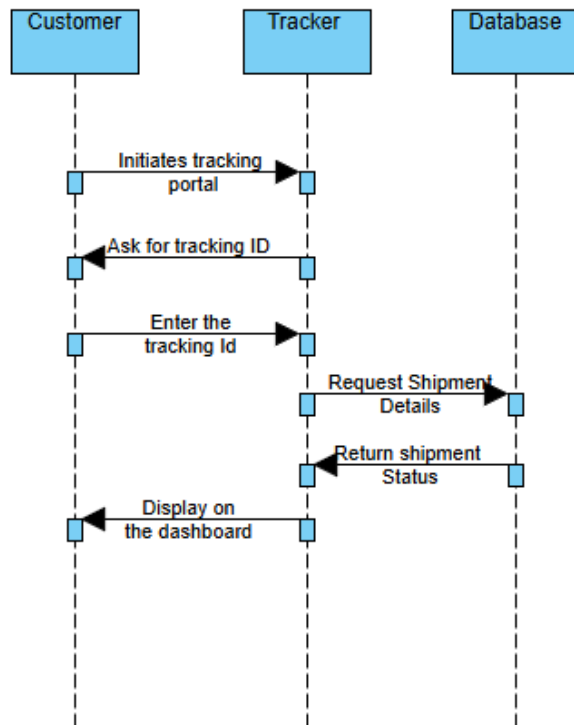 Customer
Tracker
Database
Initiates tracking
portal
Ask for tracking ID
Enter the
tracking Id
Request Shipment
Details
Return shipment
Status
Display on
the dashboard